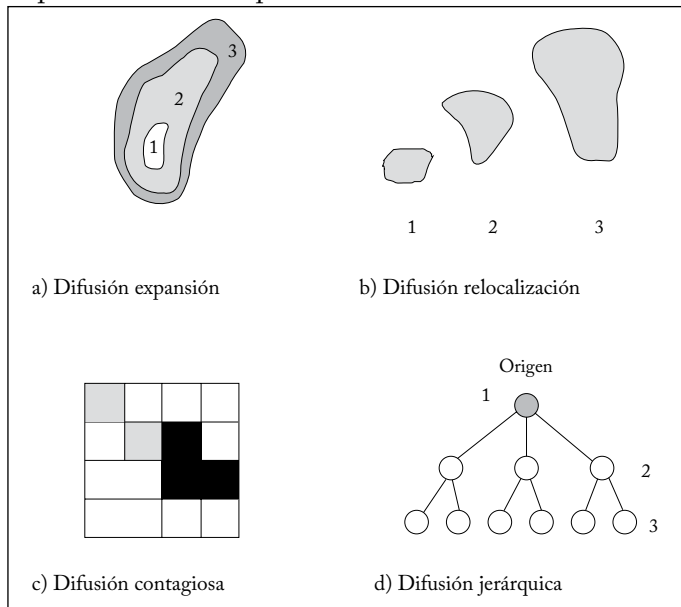 3
2
1
1
2
3
a) Difusión expansión
b) Difusión relocalización
Origen
1
2
3
c) Difusión contagiosa
d) Difusión jerárquica